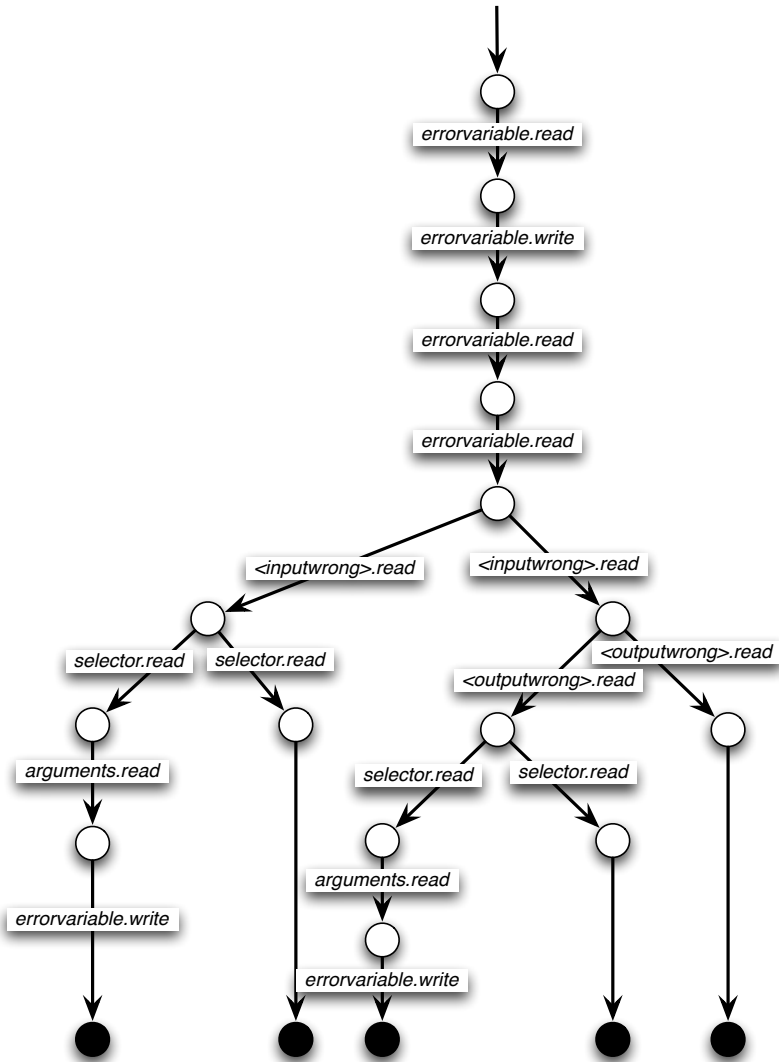 errorvariable.read
errorvariable.write
errorvariable.read
errorvariable.read
<inputwrong>.read
<inputwrong>.read
selector.read
selector.read
<outputwrong>.read
<outputwrong>.read
arguments.read
selector.read
selector.read
arguments.read
errorvariable.write
errorvariable.write